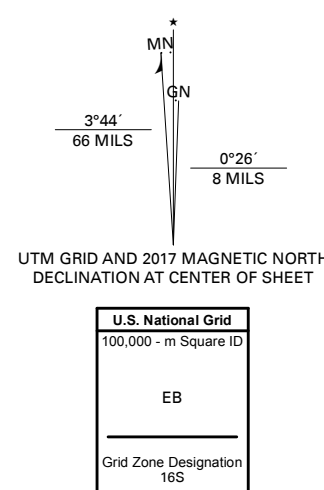 ★
MN
GN
3°44´
66 MILS
0°26´
8 MILS
UTM GRID AND 2017 MAGNETIC NORTH
DECLINATION AT CENTER OF SHEET
U.S. National Grid
100,000 - m Square ID
EB
Grid Zone Designation
16S